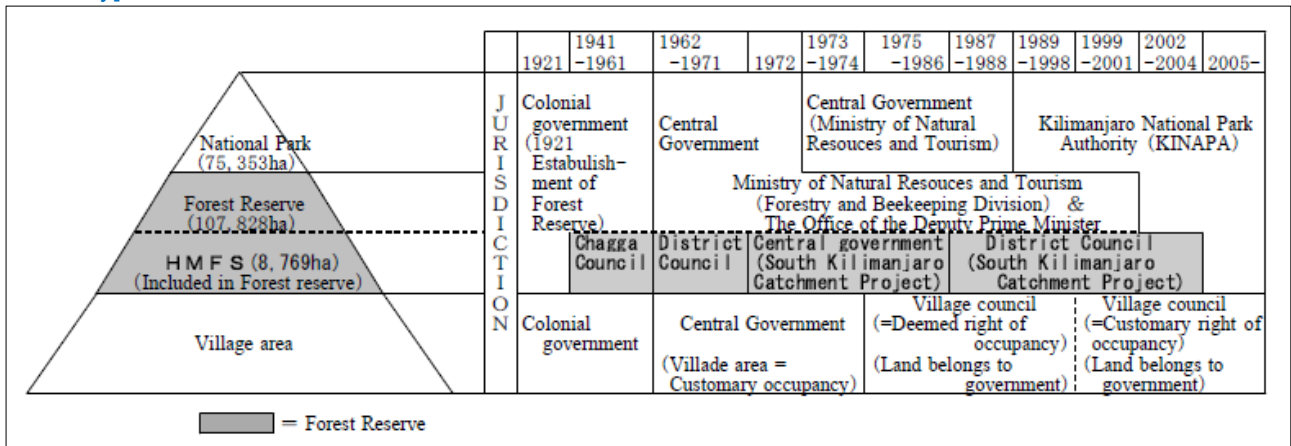 1941 1962 1973 1975 1987 1989 1999 2002
1921 -1961 -1971 1972 -1974 -1986 -1988 -1998 -2001 -2004 2005-
JURISDICTION
National Park
(75,353ha)
Forest Reserve
(107,828ha)
HMFS (8,769ha)
(Included in Forest reserve)
Village area
Colonial
government
(1921
Estabulish-
ment of
Forest
Reserve)
Central
Government
Central Government
(Ministry of Natural
Resouces and Tourism)
Kilimanjaro National Park
Authority (KINAPA)
Ministry of Natural Resouces and Tourism
(Forestry and Beekeeping Division) &
The Office of the Deputy Prime Minister
Chagga
Council
District
Council
Central government
(South Kilimanjaro
Catchment Project)
District Council
(South Kilimanjaro
Catchment Project)
Colonial
government
Central Government
(Villade area =
Customary occupancy)
Village council
(=Deemed right of
occupancy)
(Land belongs to
government)
Village council
(=Customary right of
occupancy)
(Land belongs to
government)
= Forest Reserve